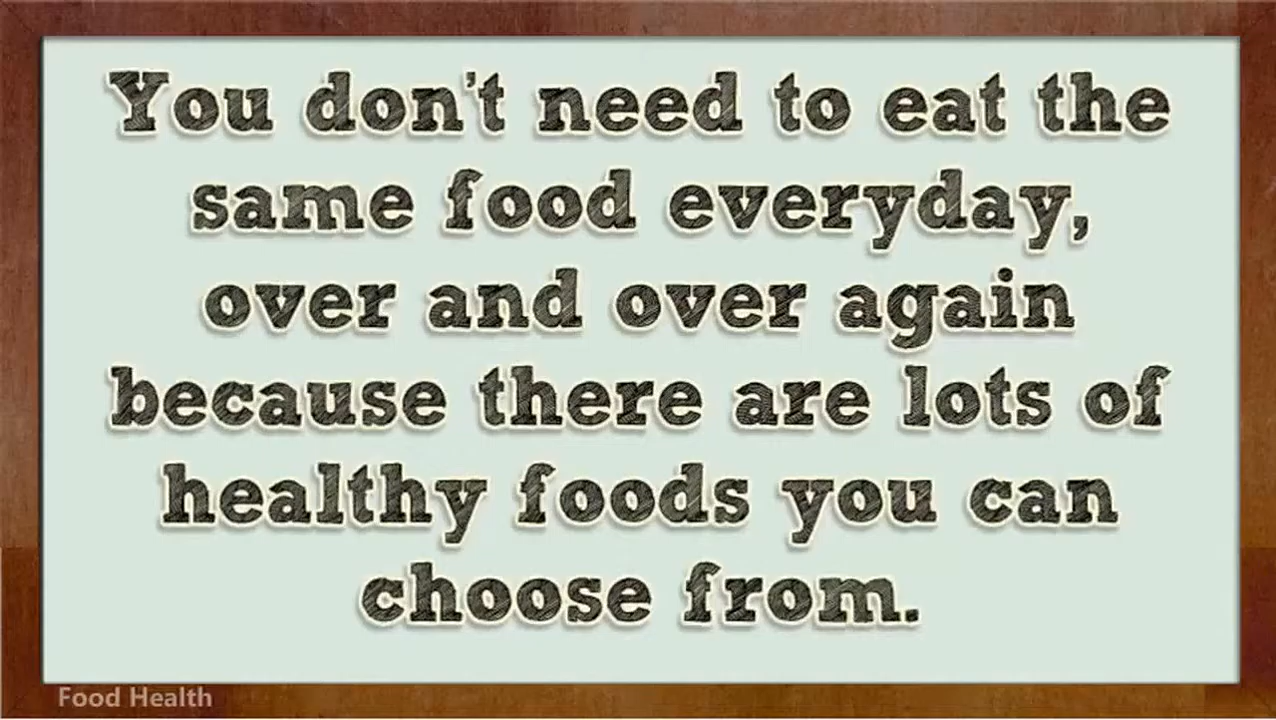 You don't need to eat the
same food everyday,
over and over again
because there are lots of
healthy foods you can
choose from.
Food Health